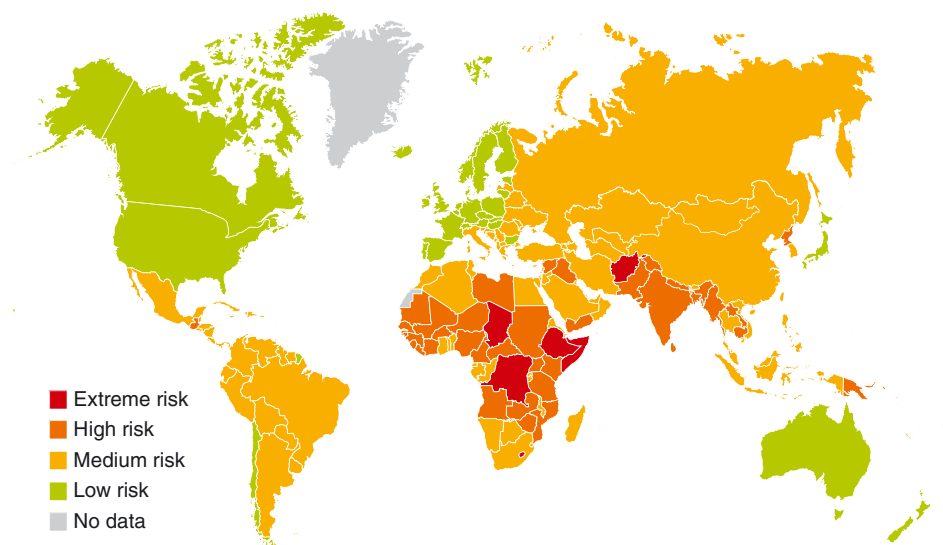 Extreme risk
High risk
Medium risk
Low risk
No data